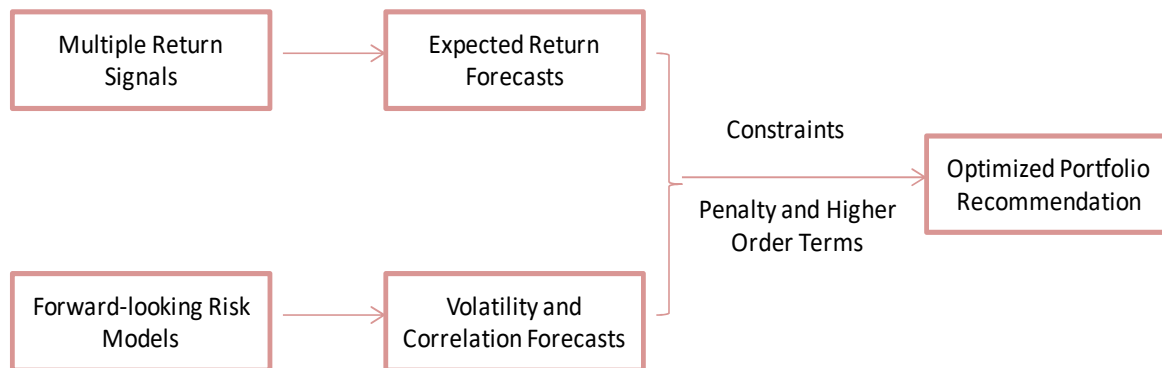 Multiple Return
Signals
Expected Return
Forecasts
Constraints
Penalty and Higher
Order Terms
Optimized Portfolio
Recommendation
Forward-looking Risk
Models
Volatility and
Correlation Forecasts